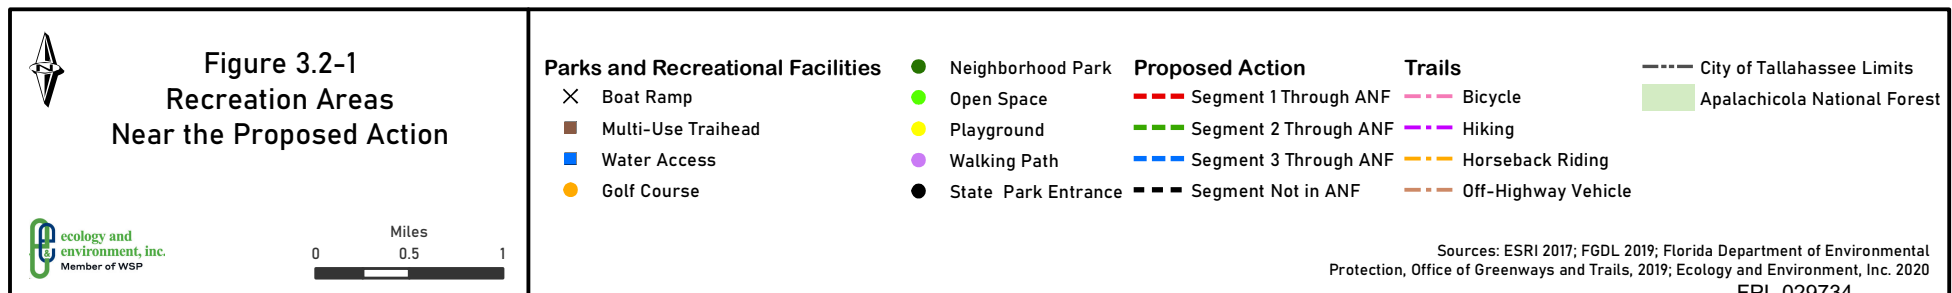 N
Figure 3.2-1
Recreation Areas
Near the Proposed Action
ecology and
environment, inc.
Member of WSP
Miles
0 0.5 1
Parks and Recreational Facilities
Boat Ramp
Multi-Use Traihead
Water Access
Golf Course
Neighborhood Park
Open Space
Playground
Walking Path
State Park Entrance
Proposed Action
Segment 1 Through ANF
Segment 2 Through ANF
Segment 3 Through ANF
Segment Not in ANF
Trails
Bicycle
Hiking
Horseback Riding
Off-Highway Vehicle
City of Tallahassee Limits
Apalachicola National Forest
Sources: ESRI 2017; FGDL 2019; Florida Department of Environmental
Protection, Office of Greenways and Trails, 2019; Ecology and Environment, Inc. 2020